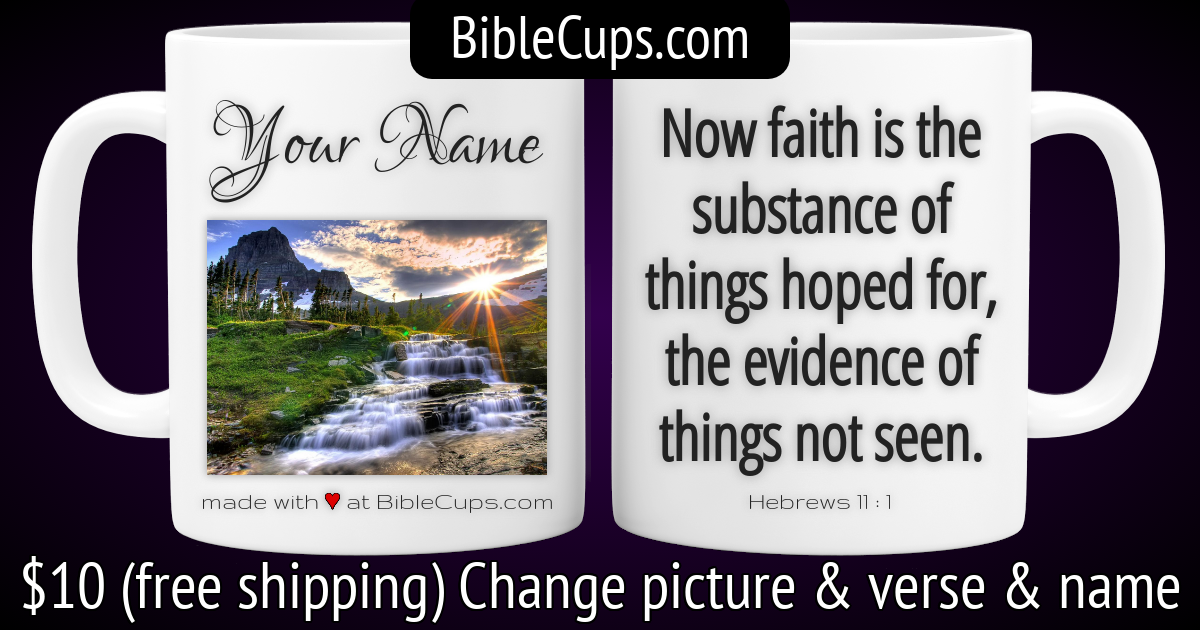 BibleCups.com
Your Name
made with ♥ at BibleCups.com
Now faith is the
substance of
things hoped for,
the evidence of
things not seen.
Hebrews 11 : 1
$10 (free shipping) Change picture & verse & name